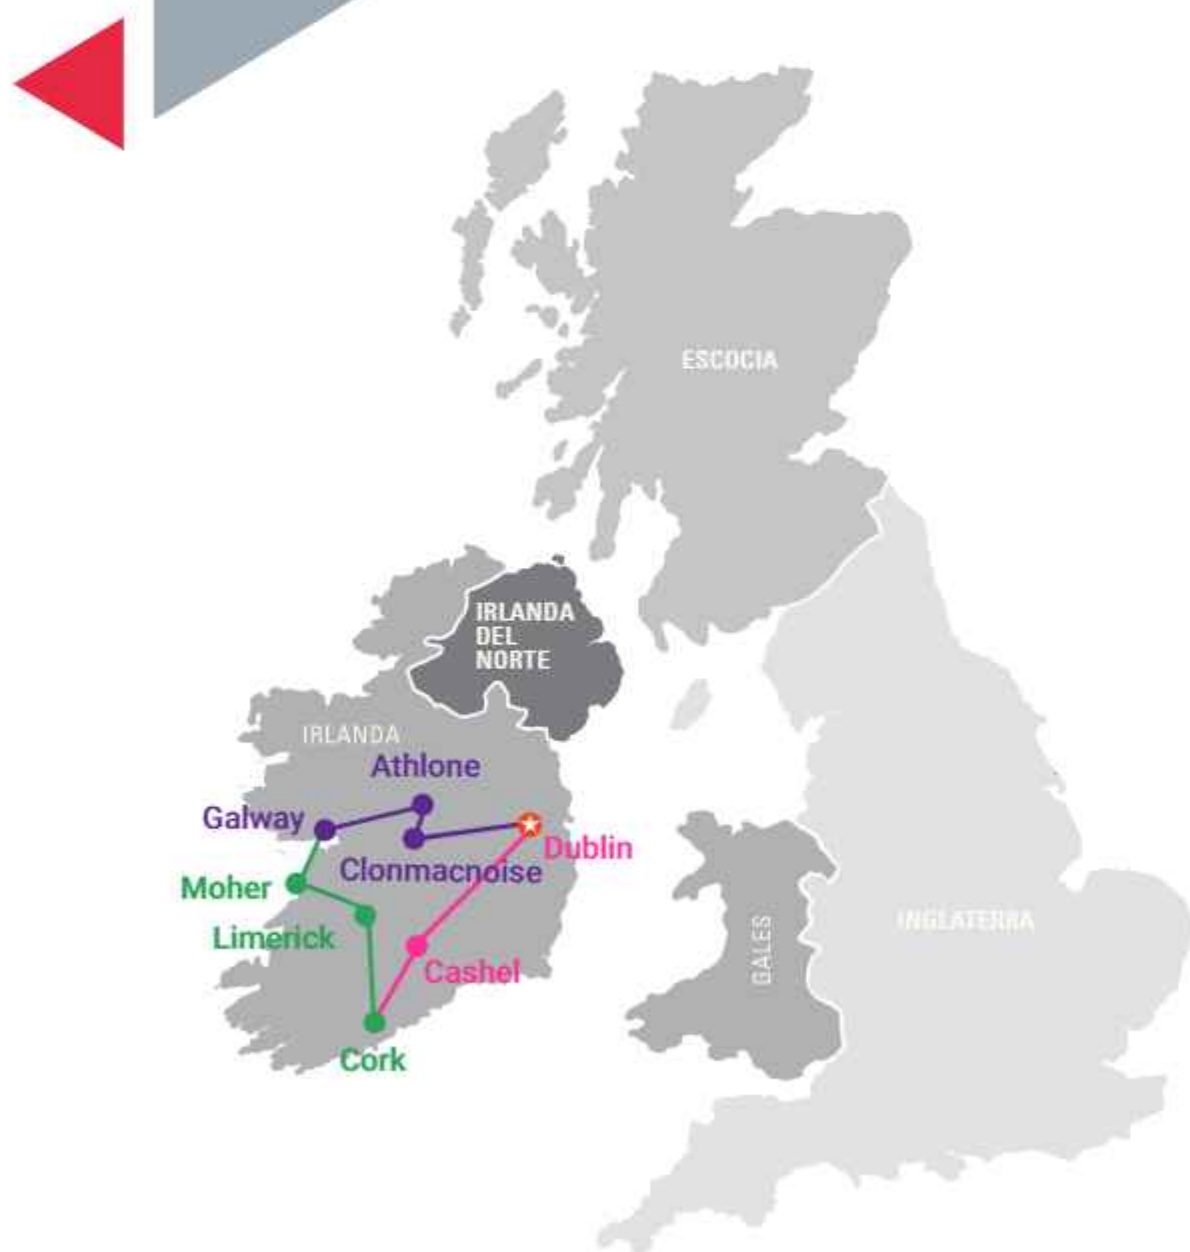 ESCOCIA
IRLANDA
DEL
NORTE
IRLANDA
Athlone
Galway
Dublin
Clonmacnoise
Moher
Limerick
Cashel
Cork
GALES
INGLATERRA